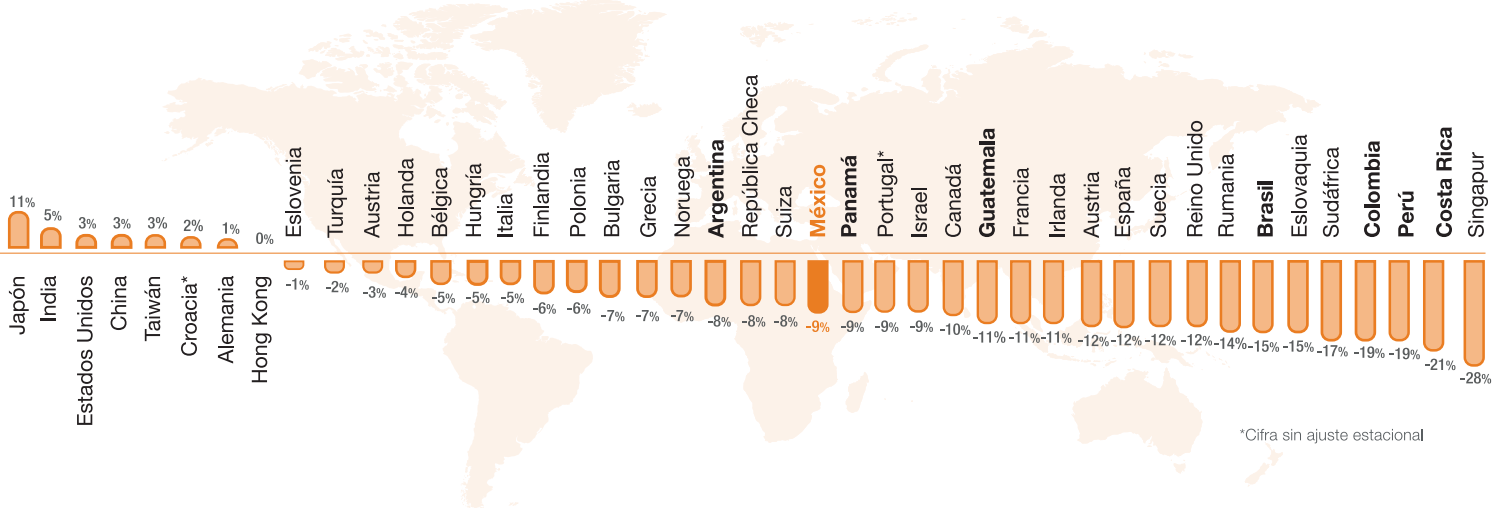 Japón 11%
India 5%
Estados Unidos 3%
China 3%
Taiwán 3%
Croacia* 2%
Alemania 1%
Hong Kong 0%
Eslovenia -1%
Turquía -2%
Austria -3%
Holanda -4%
Bélgica -5%
Hungría -5%
Italia -5%
Finlandia -6%
Polonia -6%
Bulgaria -7%
Grecia -7%
Noruega -7%
Argentina -8%
República Checa -8%
Suiza -8%
México -9%
Panamá -9%
Portugal* -9%
Israel -9%
Canadá -10%
Guatemala -11%
Francia -11%
Irlanda -11%
Austria -12%
España -12%
Suecia -12%
Reino Unido -12%
Rumania -14%
Brasil -15%
Eslovaquia -15%
Sudáfrica -17%
Colombia -19%
Perú -19%
Costa Rica -21%
Singapur -28%
*Cifra sin ajuste estacional